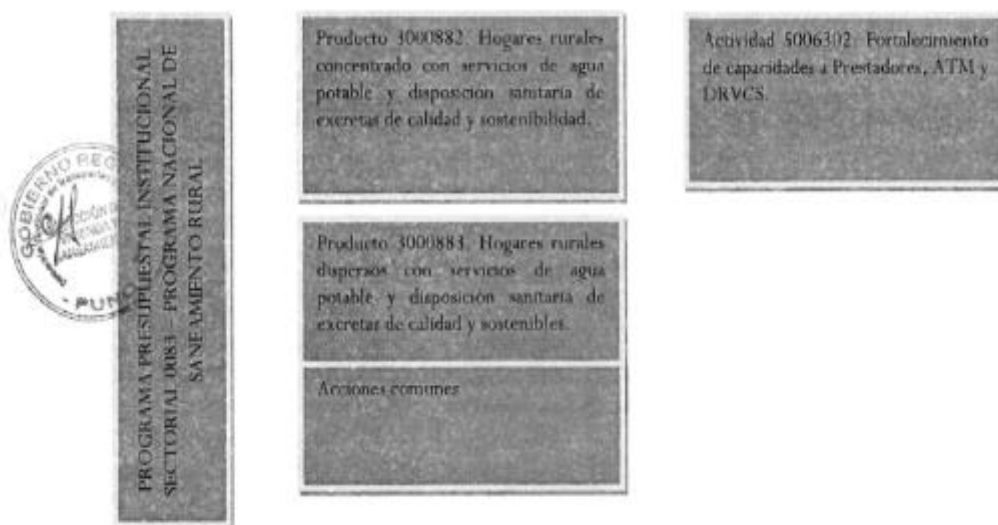 PROGRAMA PRESUPUESTAL INSTITUCIONAL
SECTORIAL 0083 – PROGRAMA NACIONAL DE
SANEAMIENTO RURAL
Producto 3000882. Hogares rurales
concentrado con servicios de agua
potable y disposición sanitaria de
excretas de calidad y sostenibilidad.
Producto 3000883. Hogares rurales
dispersos con servicios de agua
potable y disposición sanitaria de
excretas de calidad y sostenibles.
Acciones comunes
Actividad 5006302: Fortalecimiento
de capacidades a Prestadores, ATM y
DRVCS.
GOBIERNO REG
- PUNO